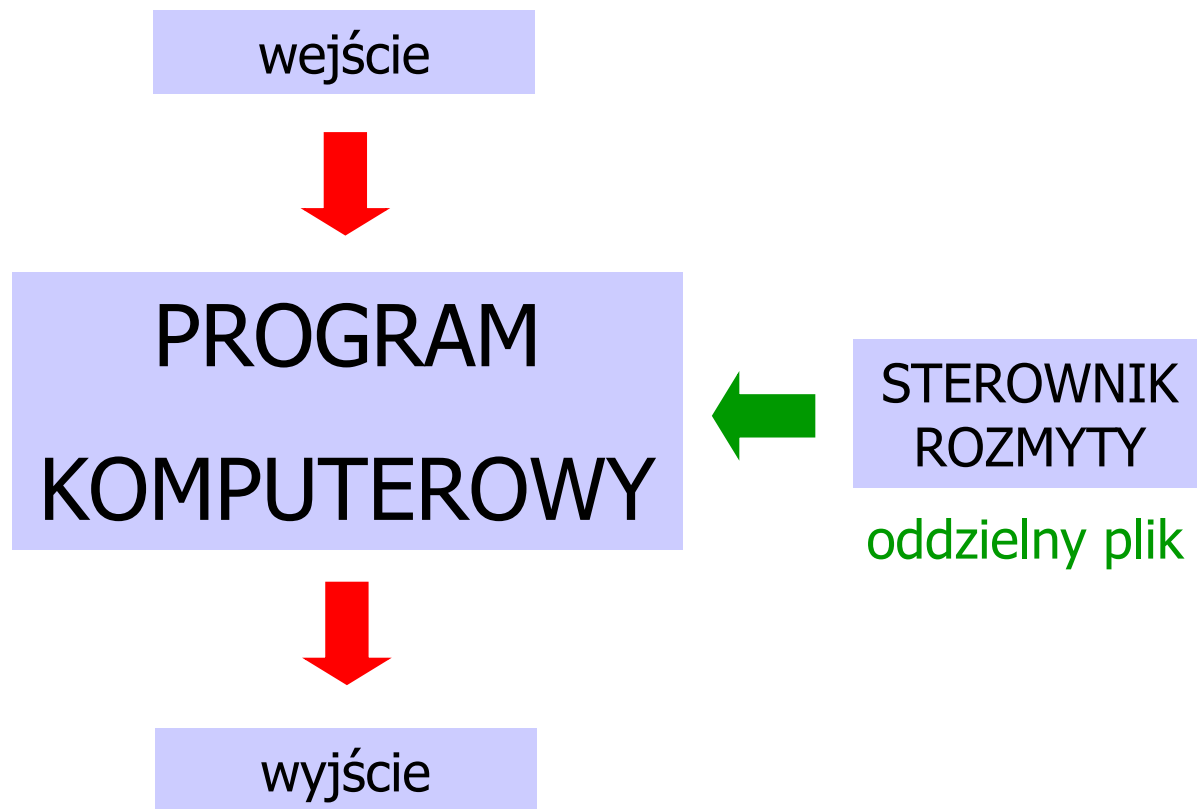 wejście
PROGRAM
KOMPUTEROWY
STEROWNIK
ROZMYTY
oddzielny plik
wyjście